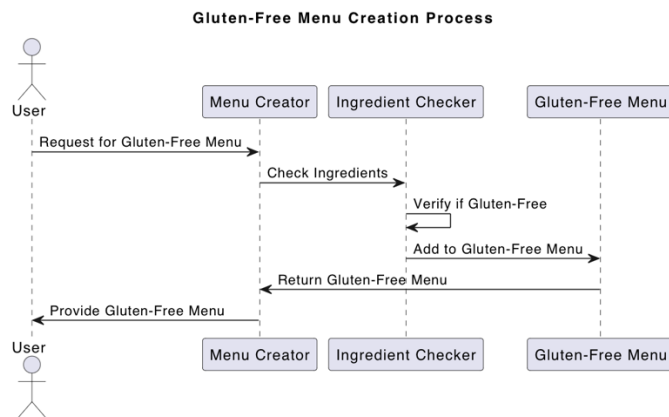 Gluten-Free Menu Creation Process
User
Menu Creator
Ingredient Checker
Gluten-Free Menu
Request for Gluten-Free Menu
Check Ingredients
Verify if Gluten-Free
Add to Gluten-Free Menu
Return Gluten-Free Menu
Provide Gluten-Free Menu
User
Menu Creator
Ingredient Checker
Gluten-Free Menu